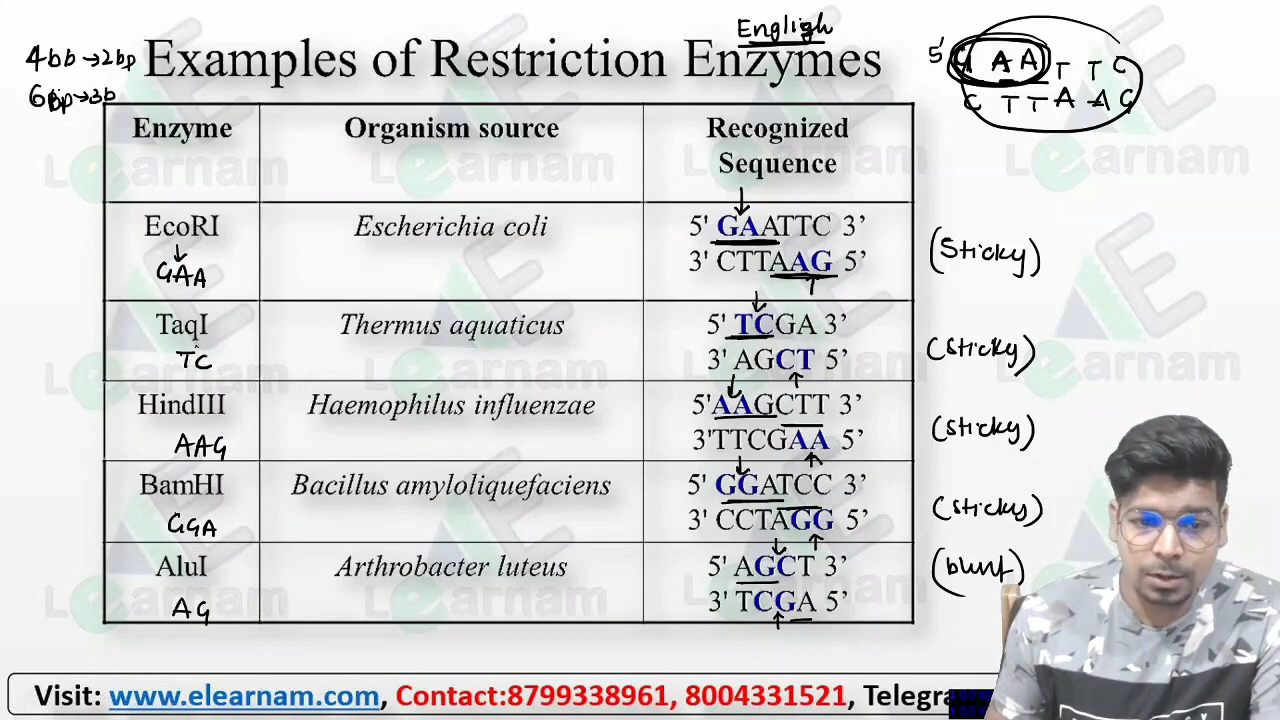 English
4bb→2bp
Examples of Restriction Enzymes
6bp→3b
5' G A A T T C
C T T A A G
Enzyme Organism source Recognized Sequence
EcoRI Escherichia coli 5' GAATTC 3’
GAA 3' CTTAAG 5’
(Sticky)
TaqI Thermus aquaticus 5' TCGA 3’
TC 3' AGCT 5’
(Sticky)
HindIII Haemophilus influenzae 5'AAGCTT 3’
AAG 3'TTCGAA 5’
(Sticky)
BamHI Bacillus amyloliquefaciens 5' GGATCC 3’
GGA 3' CCTAGG 5’
(Sticky)
AluI Arthrobacter luteus 5' AGCT 3’
AG 3' TCGA 5’
(blunt)
Learnam
Visit: www.elearnam.com, Contact:8799338961, 8004331521, Telegra